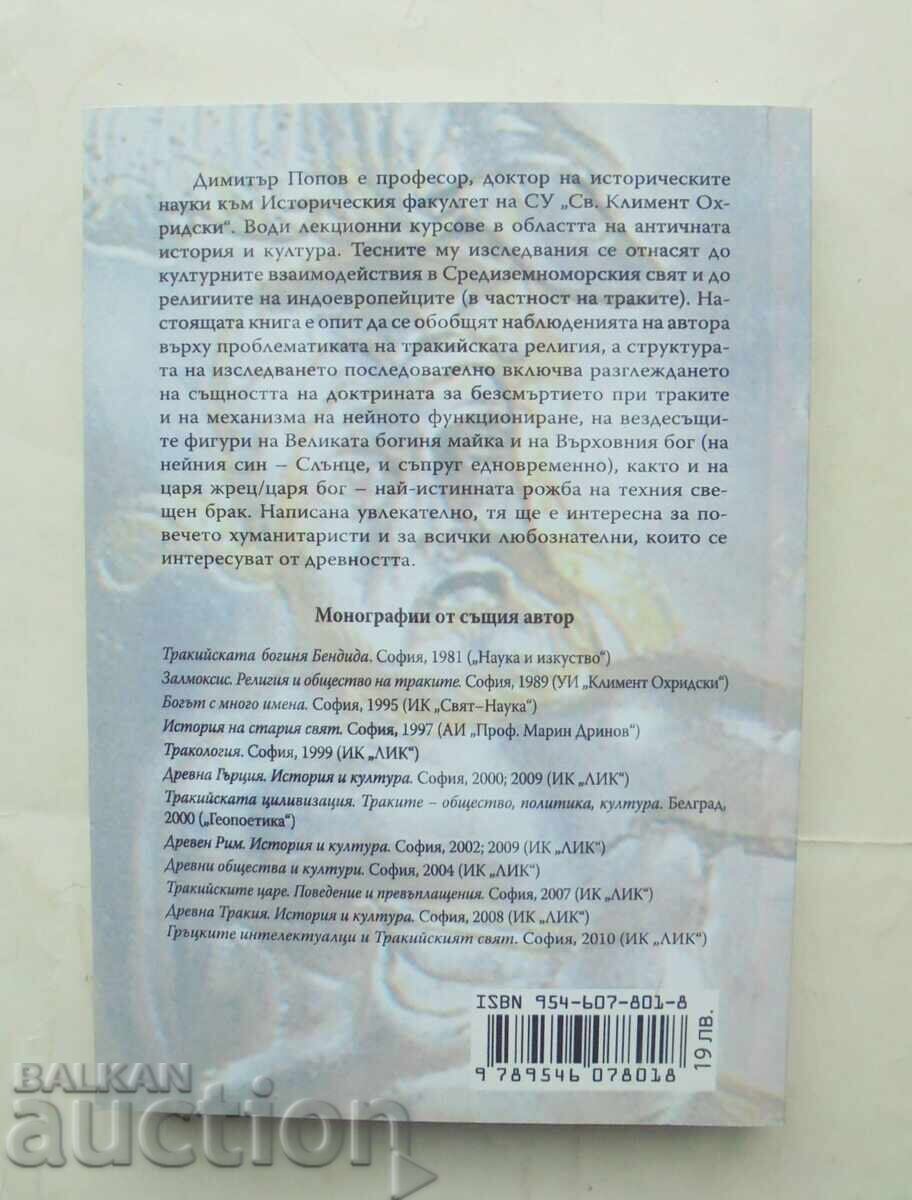 Димитър Попов е професор, доктор на историческите
науки към Историческия факултет на СУ „Св. Климент Ох-
ридски“. Води лекционни курсове в областта на античната
история и култура. Тесните му изследвания се отнасят до
културните взаимодействия в Средиземноморския свят и до
религиите на индоевропейците (в частност на траките). На-
стоящата книга е опит да се обобщят наблюденията на автора
върху проблематиката на тракийската религия, а структура-
та на изследването последователно включва разглеждането
на същността на доктрината за безсмъртието при траките
и на механизма на нейното функциониране, на вездесъщи-
те фигури на Великата богиня майка и на Върховния бог (на
нейния син – Слънце, и съпруг едновременно), както и на
царя жрец/царя бог – най-истинната рожба на техния све-
щен брак. Написана увлекателно, тя ще е интересна за по-
вечето хуманитаристи и за всички любознателни, които се
интересуват от древността.
Монографии от същия автор
Тракийската богиня Бендида. София, 1981 („Наука и изкуство“)
Залмоксис. Религия и общество на траките. София, 1989 (УИ „Климент Охридски“)
Богът с много имена. София, 1995 (ИК „Свят–Наука“)
История на стария свят. София, 1997 (АИ „Проф. Марин Дринов“)
Тракология. София, 1999 (ИК „ЛИК“)
Древна Гърция. История и култура. София, 2000; 2009 (ИК „ЛИК“)
Тракийската циливизация. Траките – общество, политика, култура. Белград,
2000 („Геопоетика“)
Древен Рим. История и култура. София, 2002; 2009 (ИК „ЛИК“)
Древни общества и култури. София, 2004 (ИК „ЛИК“)
Тракийските царе. Поведение и превъплащения. София, 2007 (ИК „ЛИК“)
Древна Тракия. История и култура. София, 2008 (ИК „ЛИК“)
Гръцките интелектуалци и Тракийският свят. София, 2010 (ИК „ЛИК“)
ISBN 954-607-801-8
9 789546 078018
19 ЛВ.
BALKAN
auction